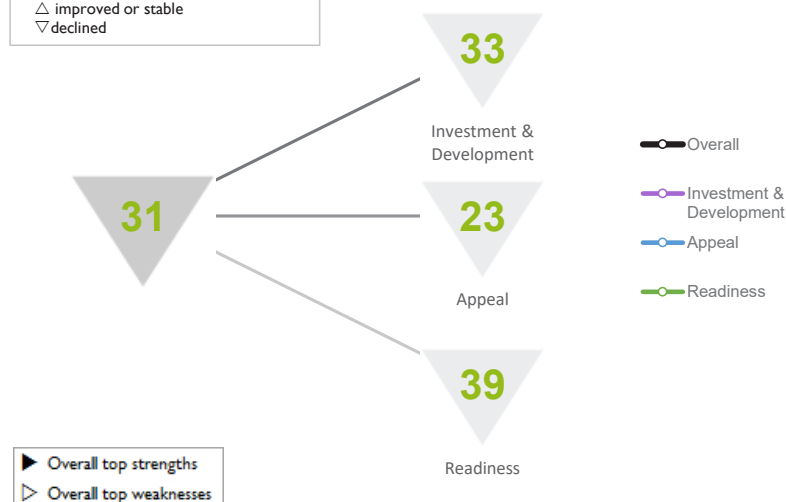 △ improved or stable
▽ declined
33
Investment &
Development
31
23
Appeal
39
Readiness
Overall
Investment &
Development
Appeal
Readiness
▶ Overall top strengths
▷ Overall top weaknesses